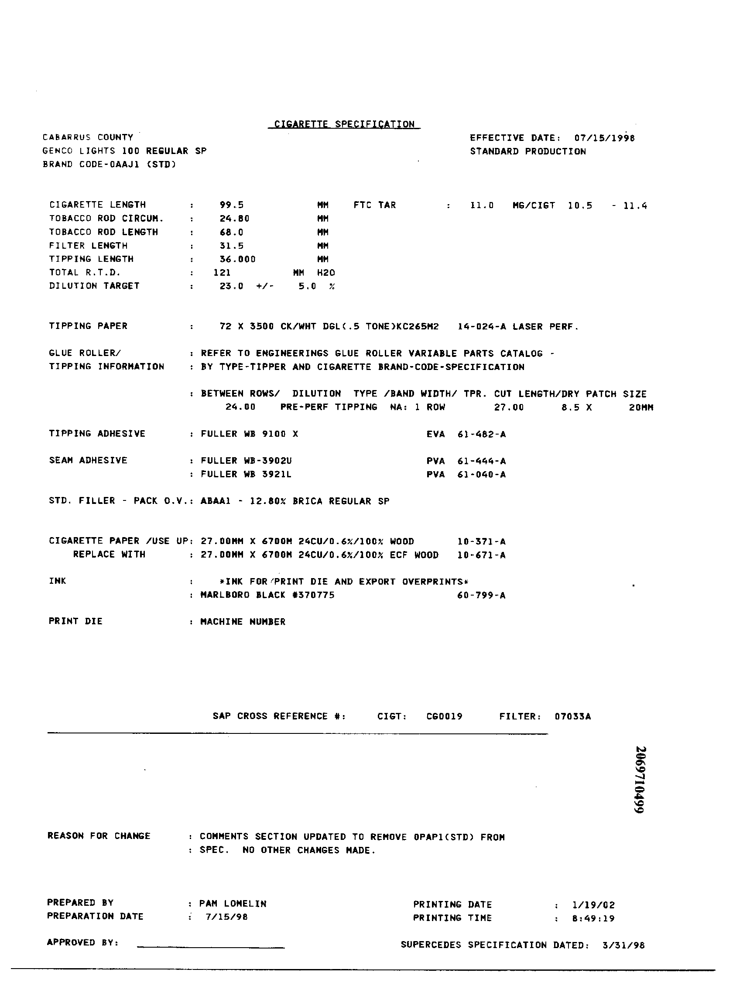 CIGARETTE SPECIFICATION
CABARRUS COUNTY EFFECTIVE DATE: 07/15/1998
GENCO LIGHTS 100 REGULAR SP STANDARD PRODUCTION
BRAND CODE-0AAJ1 (STD)
CIGARETTE LENGTH : 99.5 MM FTC TAR : 11.0 MG/CIGT 10.5 - 11.4
TOBACCO ROD CIRCUM. : 24.80 MM
TOBACCO ROD LENGTH : 68.0 MM
FILTER LENGTH : 31.5 MM
TIPPING LENGTH : 36.000 MM
TOTAL R.T.D. : 121 MM H2O
DILUTION TARGET : 23.0 +/- 5.0 %
TIPPING PAPER : 72 X 3500 CK/WHT DGL(.5 TONE)KC265M2 14-024-A LASER PERF.
GLUE ROLLER/ : REFER TO ENGINEERINGS GLUE ROLLER VARIABLE PARTS CATALOG -
TIPPING INFORMATION : BY TYPE-TIPPER AND CIGARETTE BRAND-CODE-SPECIFICATION
: BETWEEN ROWS/ DILUTION TYPE /BAND WIDTH/ TPR. CUT LENGTH/DRY PATCH SIZE
24.00 PRE-PERF TIPPING NA: 1 ROW 27.00 8.5 X 20MM
TIPPING ADHESIVE : FULLER WB 9100 X EVA 61-482-A
SEAM ADHESIVE : FULLER WB-3902U PVA 61-444-A
: FULLER WB 3921L PVA 61-040-A
STD. FILLER - PACK O.V.: ABAA1 - 12.80% BRICA REGULAR SP
CIGARETTE PAPER /USE UP: 27.00MM X 6700M 24CU/0.6%/100% WOOD 10-371-A
REPLACE WITH : 27.00MM X 6700M 24CU/0.6%/100% ECF WOOD 10-671-A
INK : *INK FOR PRINT DIE AND EXPORT OVERPRINTS*
: MARLBORO BLACK #370775 60-799-A
PRINT DIE : MACHINE NUMBER
SAP CROSS REFERENCE #: CIGT: CG0019 FILTER: 07033A
2069710499
REASON FOR CHANGE : COMMENTS SECTION UPDATED TO REMOVE 0PAP1(STD) FROM
: SPEC. NO OTHER CHANGES MADE.
PREPARED BY : PAM LOMELIN PRINTING DATE : 1/19/02
PREPARATION DATE : 7/15/98 PRINTING TIME : 8:49:19
APPROVED BY: SUPERCEDES SPECIFICATION DATED: 3/31/98